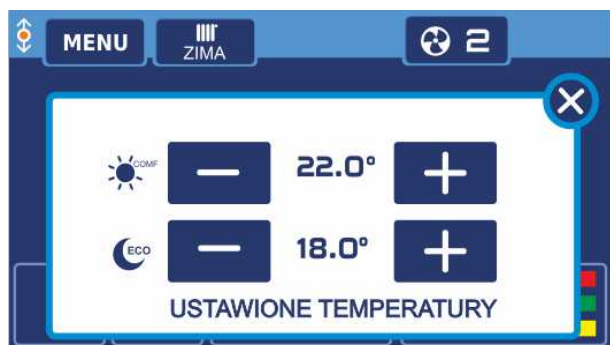 MENU
ZIMA
2
COMF
22.0°
ECO
18.0°
USTAWIONE TEMPERATURY